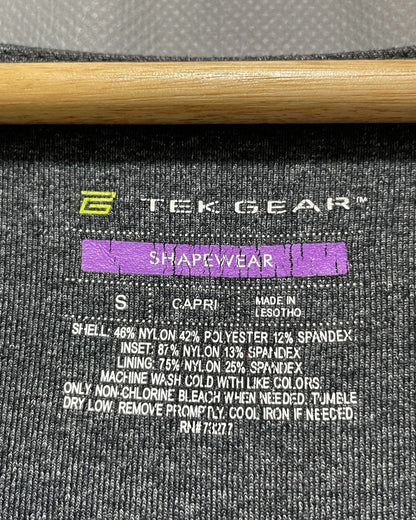 TEK GEAR™
SHAPEWEAR
S CAPRI MADE IN
LESOTHO
SHELL: 46% NYLON 42% POLYESTER 12% SPANDEX
INSET: 87% NYLON 13% SPANDEX
LINING: 75% NYLON 25% SPANDEX
MACHINE WASH COLD WITH LIKE COLORS.
ONLY NON-CHLORINE BLEACH WHEN NEEDED. TUMBLE
DRY LOW. REMOVE PROMPTLY. COOL IRON IF NEEDED.
RN#73277